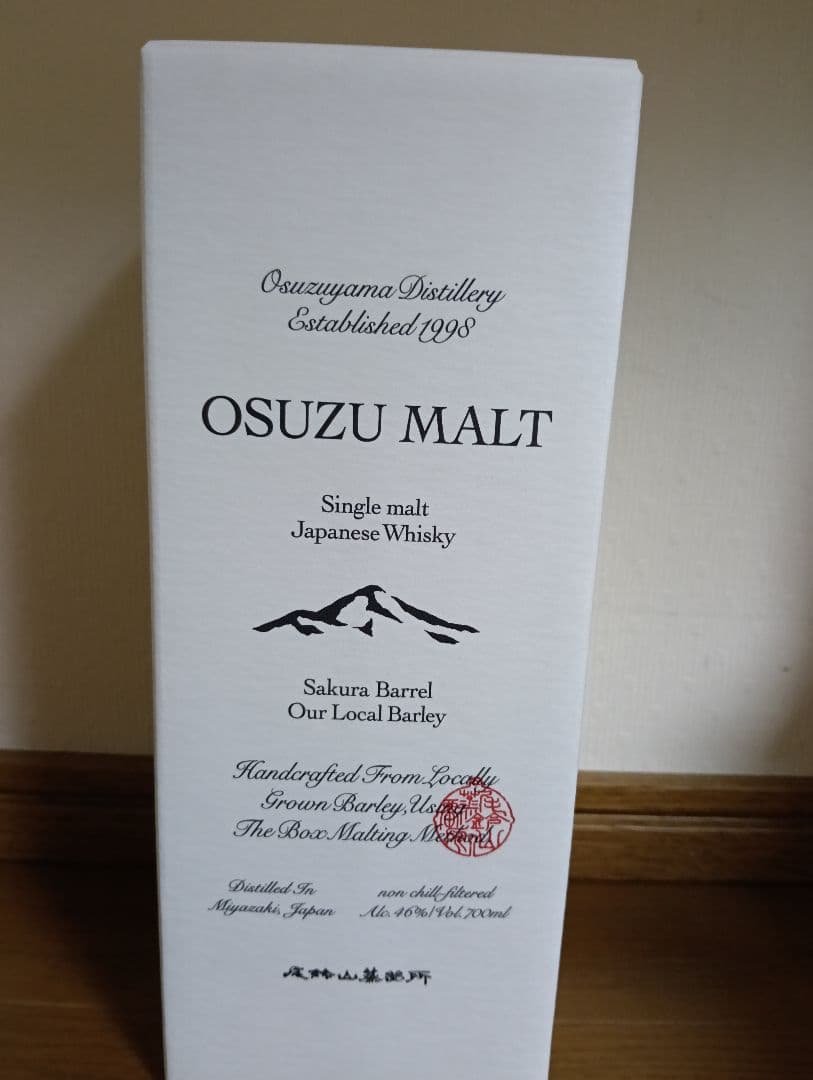 Osuzuyama Distillery
Established 1998
OSUZU MALT
Single malt
Japanese Whisky
Sakura Barrel
Our Local Barley
Handcrafted From Locally
Grown Barley, Using
The Box Malting Method
Distilled In
Miyazaki, Japan
non chill-filtered
Alc. 46%/Vol. 700ml
尾鈴山蒸留所